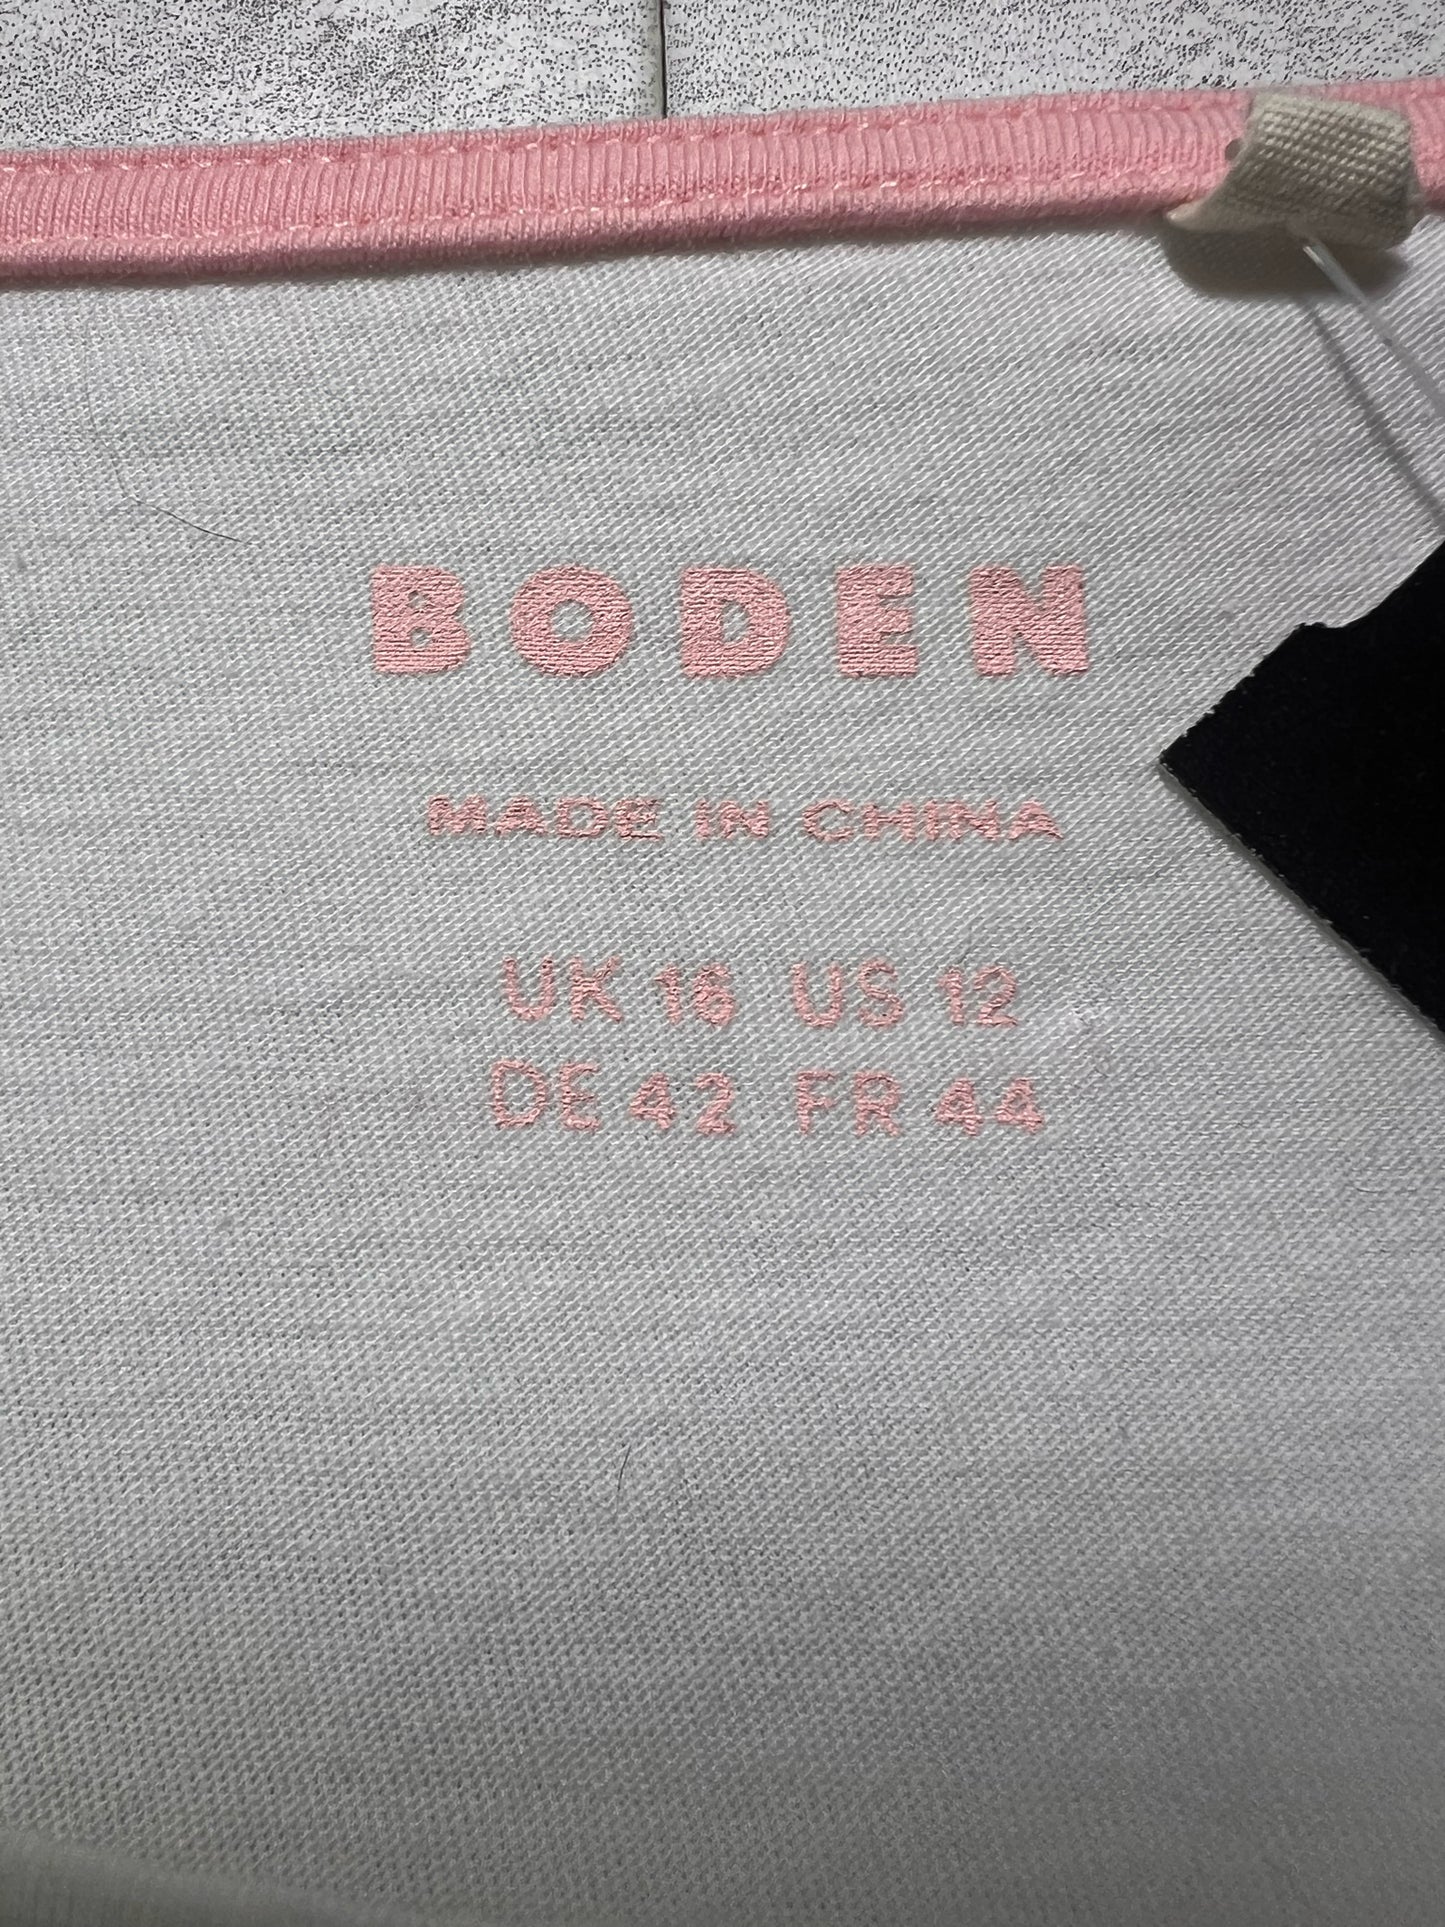 BODEN
MADE IN CHINA
UK 16 US 12
DE 42 FR 44